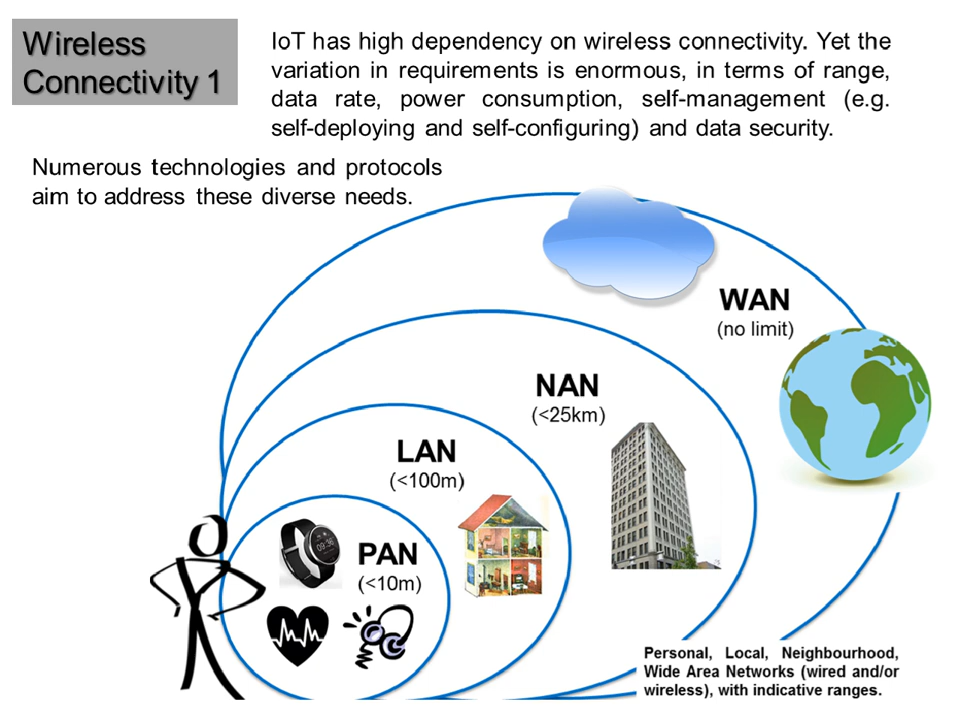 Wireless
Connectivity 1
IoT has high dependency on wireless connectivity. Yet the
variation in requirements is enormous, in terms of range,
data rate, power consumption, self-management (e.g.
self-deploying and self-configuring) and data security.
Numerous technologies and protocols
aim to address these diverse needs.
WAN
(no limit)
NAN
(<25km)
LAN
(<100m)
PAN
(<10m)
09:36
Personal, Local, Neighbourhood,
Wide Area Networks (wired and/or
wireless), with indicative ranges.